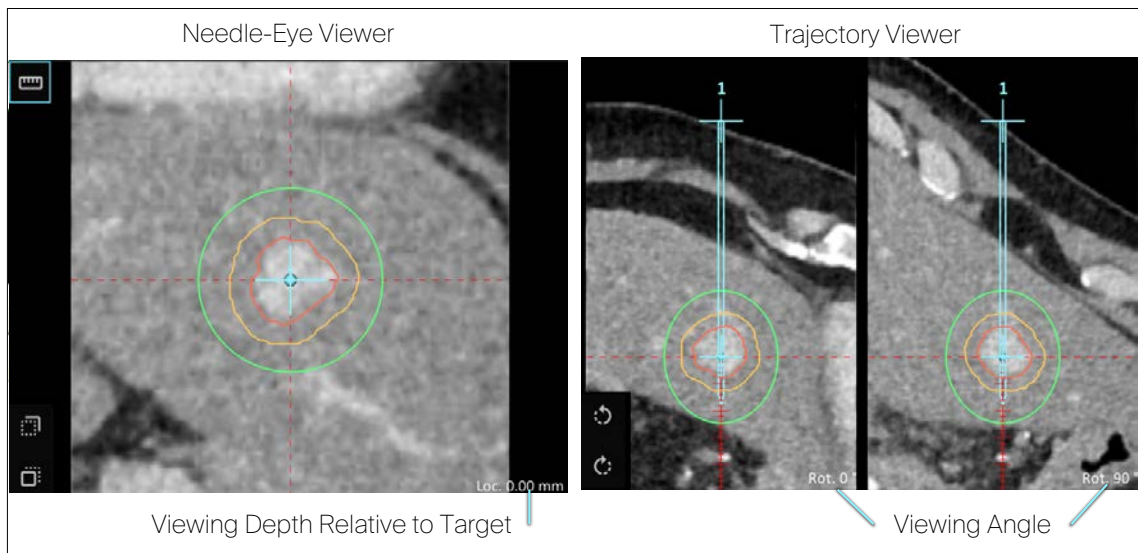 Needle-Eye Viewer
Trajectory Viewer
1
1
Loc. 0.00 mm
Rot. 0 °
Rot. 90 °
Viewing Depth Relative to Target
Viewing Angle